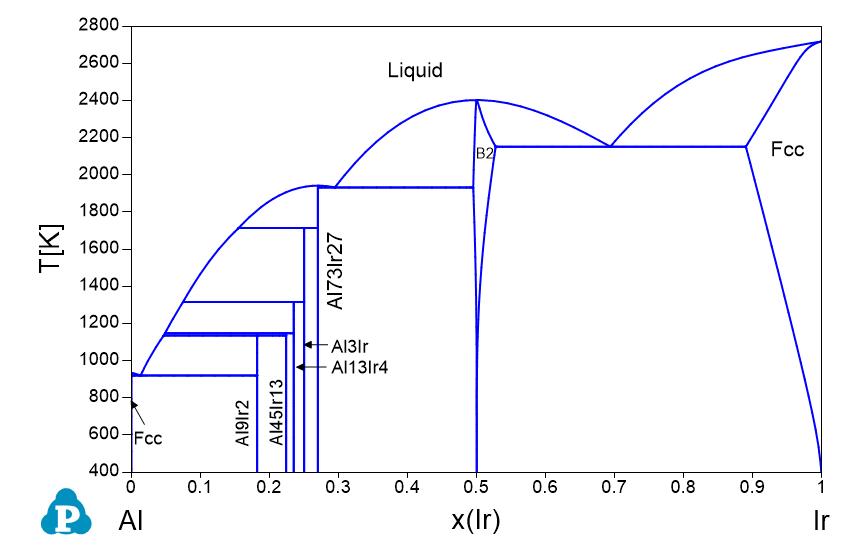 2800
2600
2400
2200
2000
1800
1600
1400
1200
1000
800
600
400
T[K]
Liquid
B2
Fcc
Al73Ir27
Al3Ir
Al13Ir4
Al9Ir2
Al45Ir13
Fcc
0 0.1 0.2 0.3 0.4 0.5 0.6 0.7 0.8 0.9 1
P
Al x(Ir) Ir